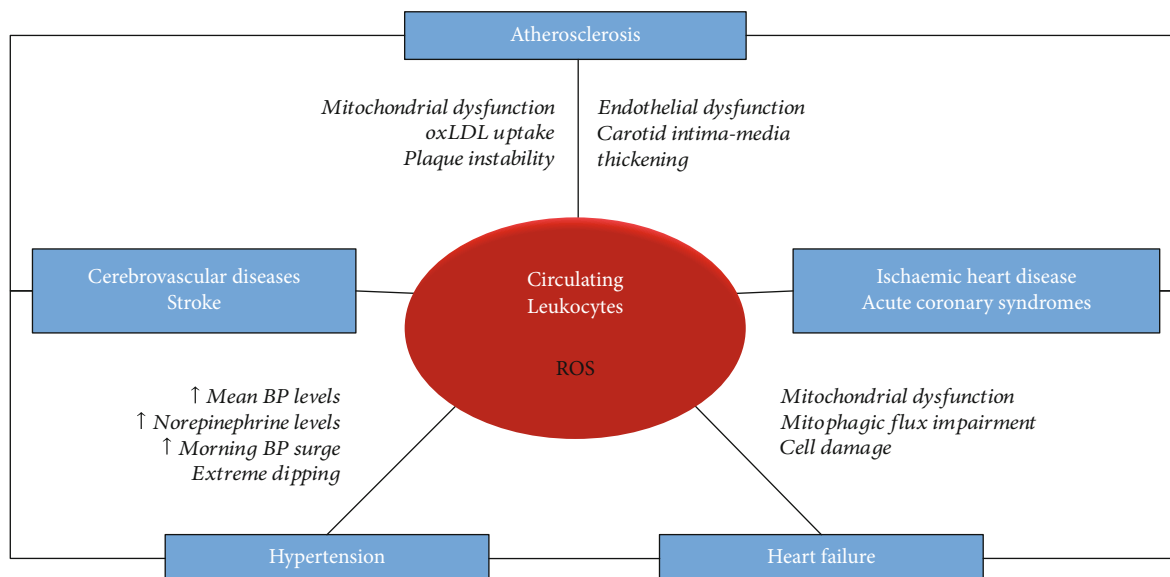 Atherosclerosis
Mitochondrial dysfunction
oxLDL uptake
Plaque instability
Endothelial dysfunction
Carotid intima-media
thickening
Cerebrovascular diseases
Stroke
Circulating
Leukocytes
ROS
Ischaemic heart disease
Acute coronary syndromes
↑ Mean BP levels
↑ Norepinephrine levels
↑ Morning BP surge
Extreme dipping
Mitochondrial dysfunction
Mitophagic flux impairment
Cell damage
Hypertension
Heart failure